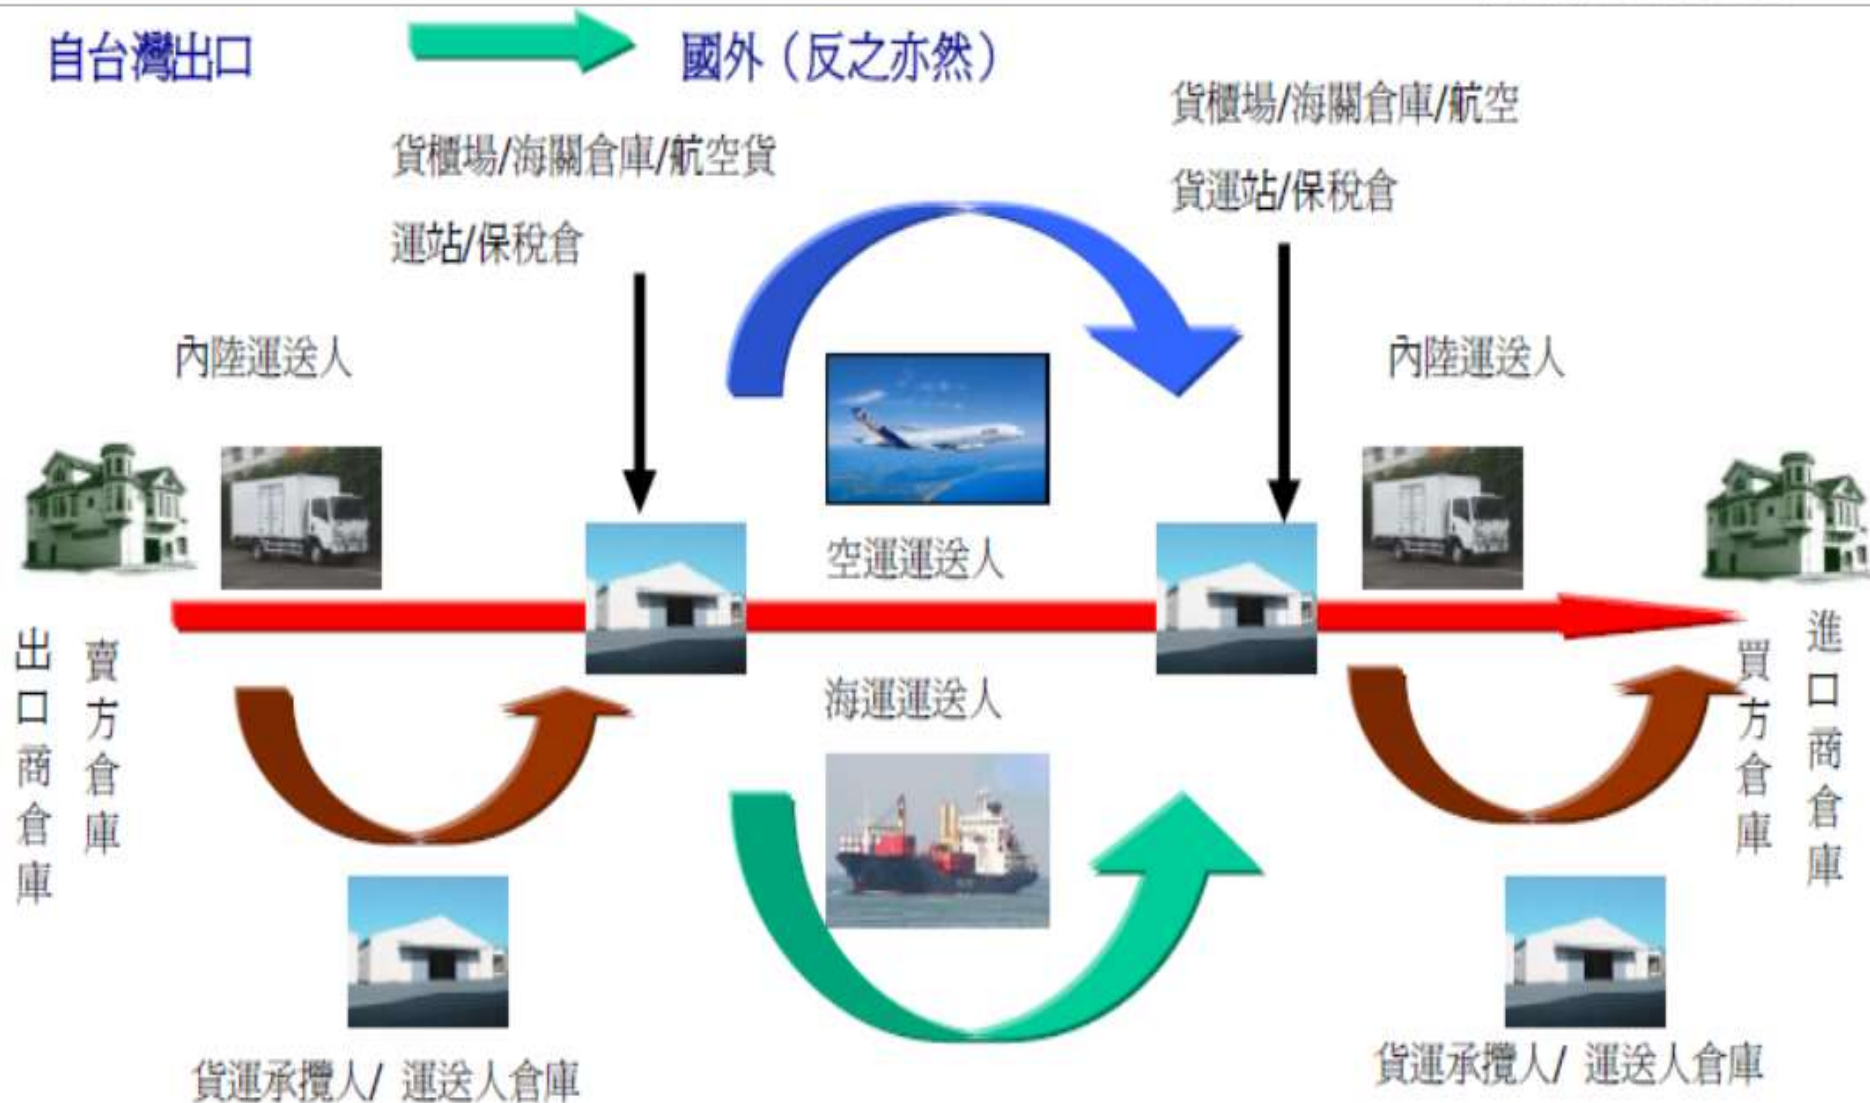 自台灣出口
國外（反之亦然）
貨櫃場/海關倉庫/航空貨
運站/保稅倉
貨櫃場/海關倉庫/航空
貨運站/保稅倉
內陸運送人
內陸運送人
空運運送人
海運運送人
出口商倉庫
賣方倉庫
買方倉庫
進口商倉庫
貨運承攬人/ 運送人倉庫
貨運承攬人/ 運送人倉庫